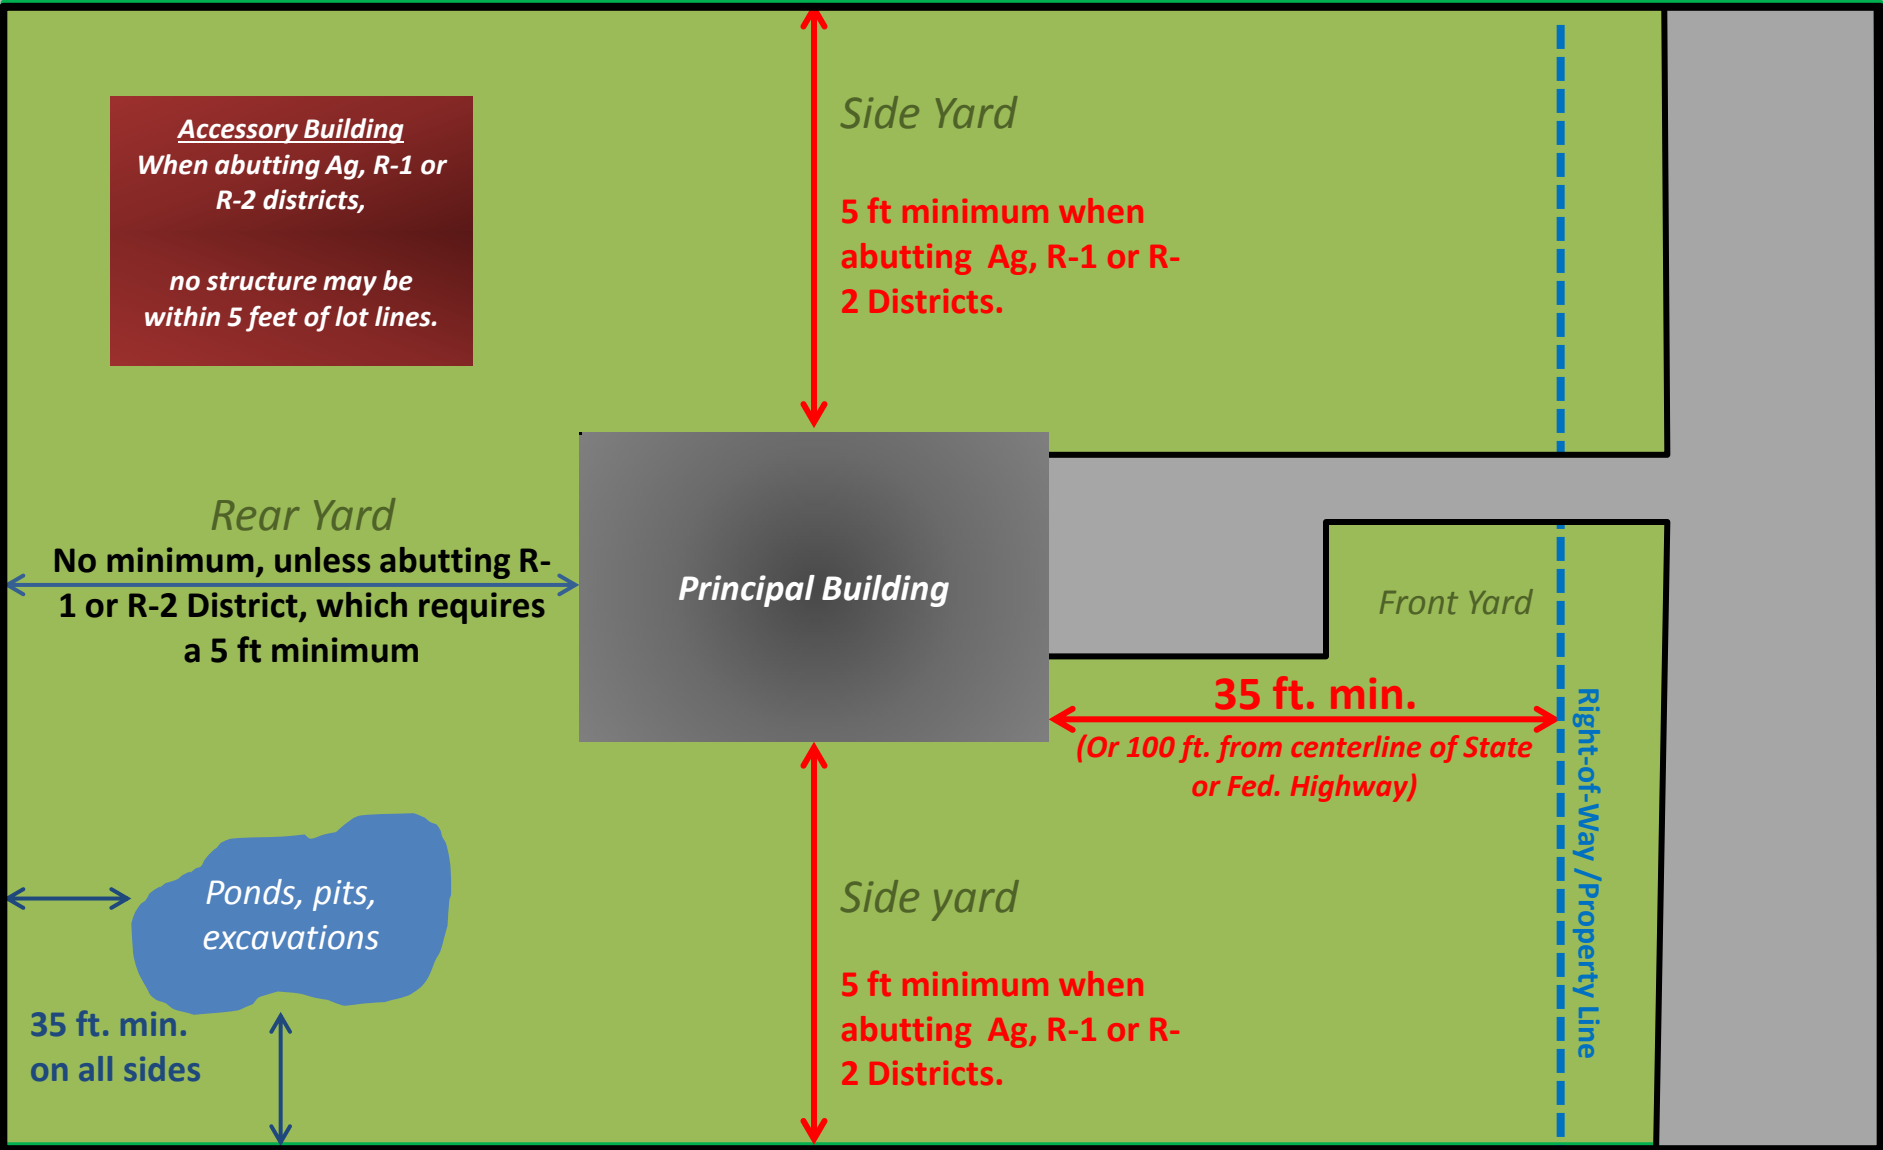 Accessory Building
When abutting Ag, R-1 or
R-2 districts,
no structure may be
within 5 feet of lot lines.
Side Yard
5 ft minimum when
abutting  Ag, R-1 or R-
2 Districts.
Rear Yard
No minimum, unless abutting R-
1 or R-2 District, which requires
a 5 ft minimum
Principal Building
Front Yard
35 ft. min.
(Or 100 ft. from centerline of State
or Fed. Highway)
Right-of-Way /Property Line
Ponds, pits,
excavations
35 ft. min.
on all sides
Side yard
5 ft minimum when
abutting  Ag, R-1 or R-
2 Districts.